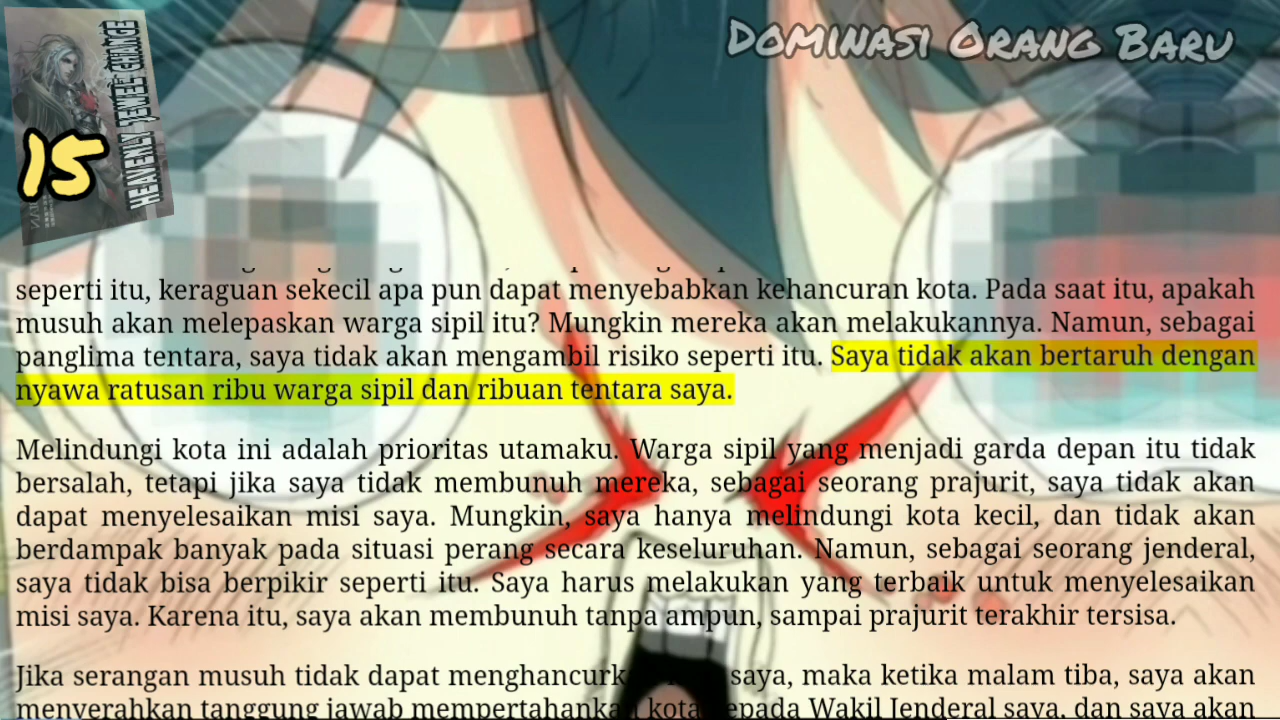 Dominasi Orang Baru
HEAVENLY JEWEL CHANGE
15
seperti itu, keraguan sekecil apa pun dapat menyebabkan kehancuran kota. Pada saat itu, apakah
musuh akan melepaskan warga sipil itu? Mungkin mereka akan melakukannya. Namun, sebagai
panglima tentara, saya tidak akan mengambil risiko seperti itu. Saya tidak akan bertaruh dengan
nyawa ratusan ribu warga sipil dan ribuan tentara saya.
Melindungi kota ini adalah prioritas utamaku. Warga sipil yang menjadi garda depan itu tidak
bersalah, tetapi jika saya tidak membunuh mereka, sebagai seorang prajurit, saya tidak akan
dapat menyelesaikan misi saya. Mungkin, saya hanya melindungi kota kecil, dan tidak akan
berdampak banyak pada situasi perang secara keseluruhan. Namun, sebagai seorang jenderal,
saya tidak bisa berpikir seperti itu. Saya harus melakukan yang terbaik untuk menyelesaikan
misi saya. Karena itu, saya akan membunuh tanpa ampun, sampai prajurit terakhir tersisa.
Jika serangan musuh tidak dapat saya, maka ketika malam tiba, saya akan
menyerahkan tanggung jawab mempertahankan kota kepada Wakil Jenderal saya, dan saya akan